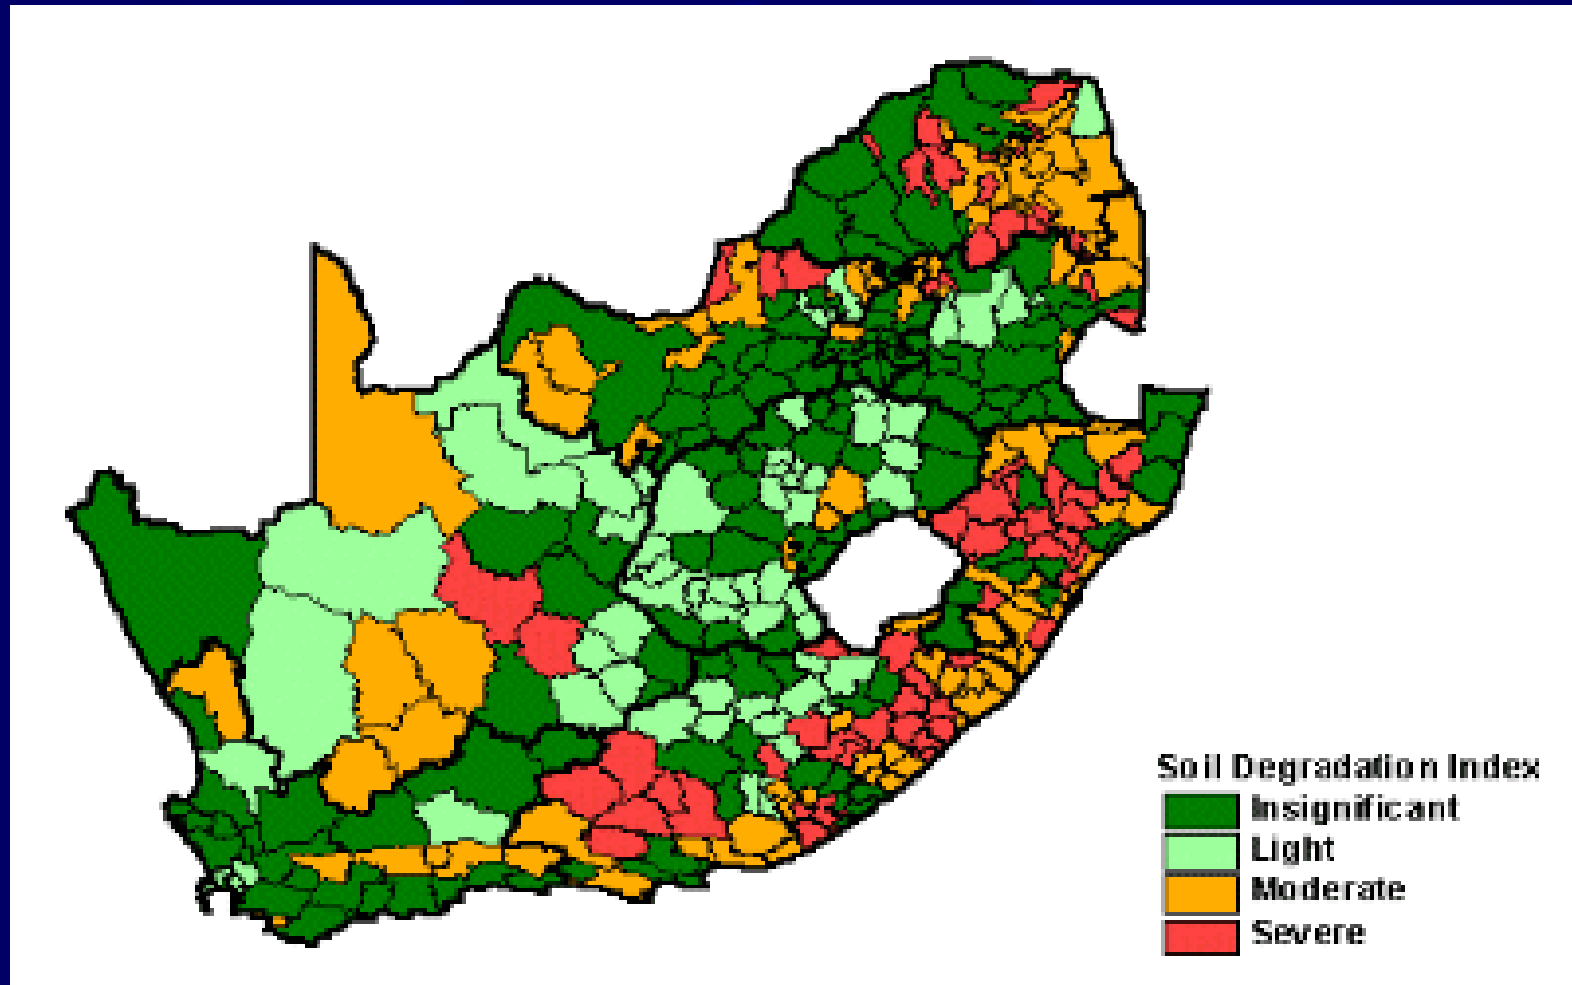 Soil Degradation Index
Insignificant
Light
Moderate
Severe